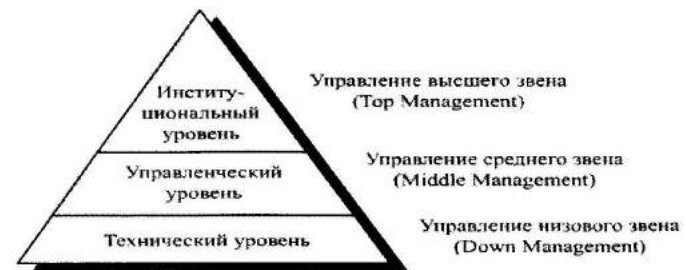 Институ-
циональный
уровень
Управление высшего звена
(Top Management)
Управленческий
уровень
Управление среднего звена
(Middle Management)
Технический уровень
Управление низового звена
(Down Management)